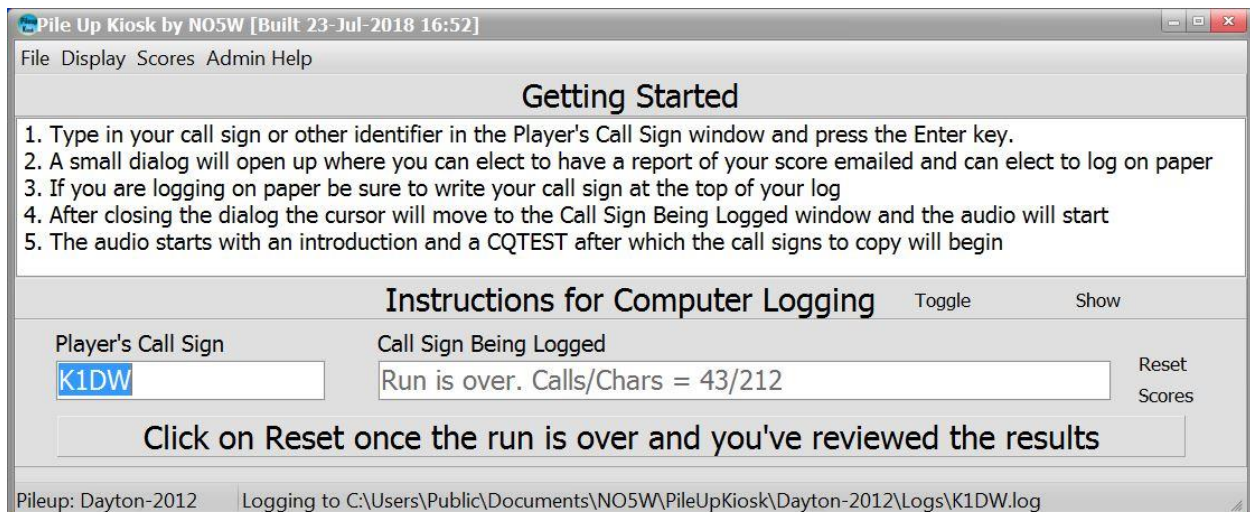 Pile Up Kiosk by NO5W [Built 23-Jul-2018 16:52]
File Display Scores Admin Help
Getting Started
1. Type in your call sign or other identifier in the Player's Call Sign window and press the Enter key.
2. A small dialog will open up where you can elect to have a report of your score emailed and can elect to log on paper
3. If you are logging on paper be sure to write your call sign at the top of your log
4. After closing the dialog the cursor will move to the Call Sign Being Logged window and the audio will start
5. The audio starts with an introduction and a CQTEST after which the call signs to copy will begin
Instructions for Computer Logging Toggle Show
Player's Call Sign Call Sign Being Logged
K1DW Run is over. Calls/Chars = 43/212 Reset
Scores
Click on Reset once the run is over and you've reviewed the results
Pileup: Dayton-2012 Logging to C:\Users\Public\Documents\NO5W\PileUpKiosk\Dayton-2012\Logs\K1DW.log